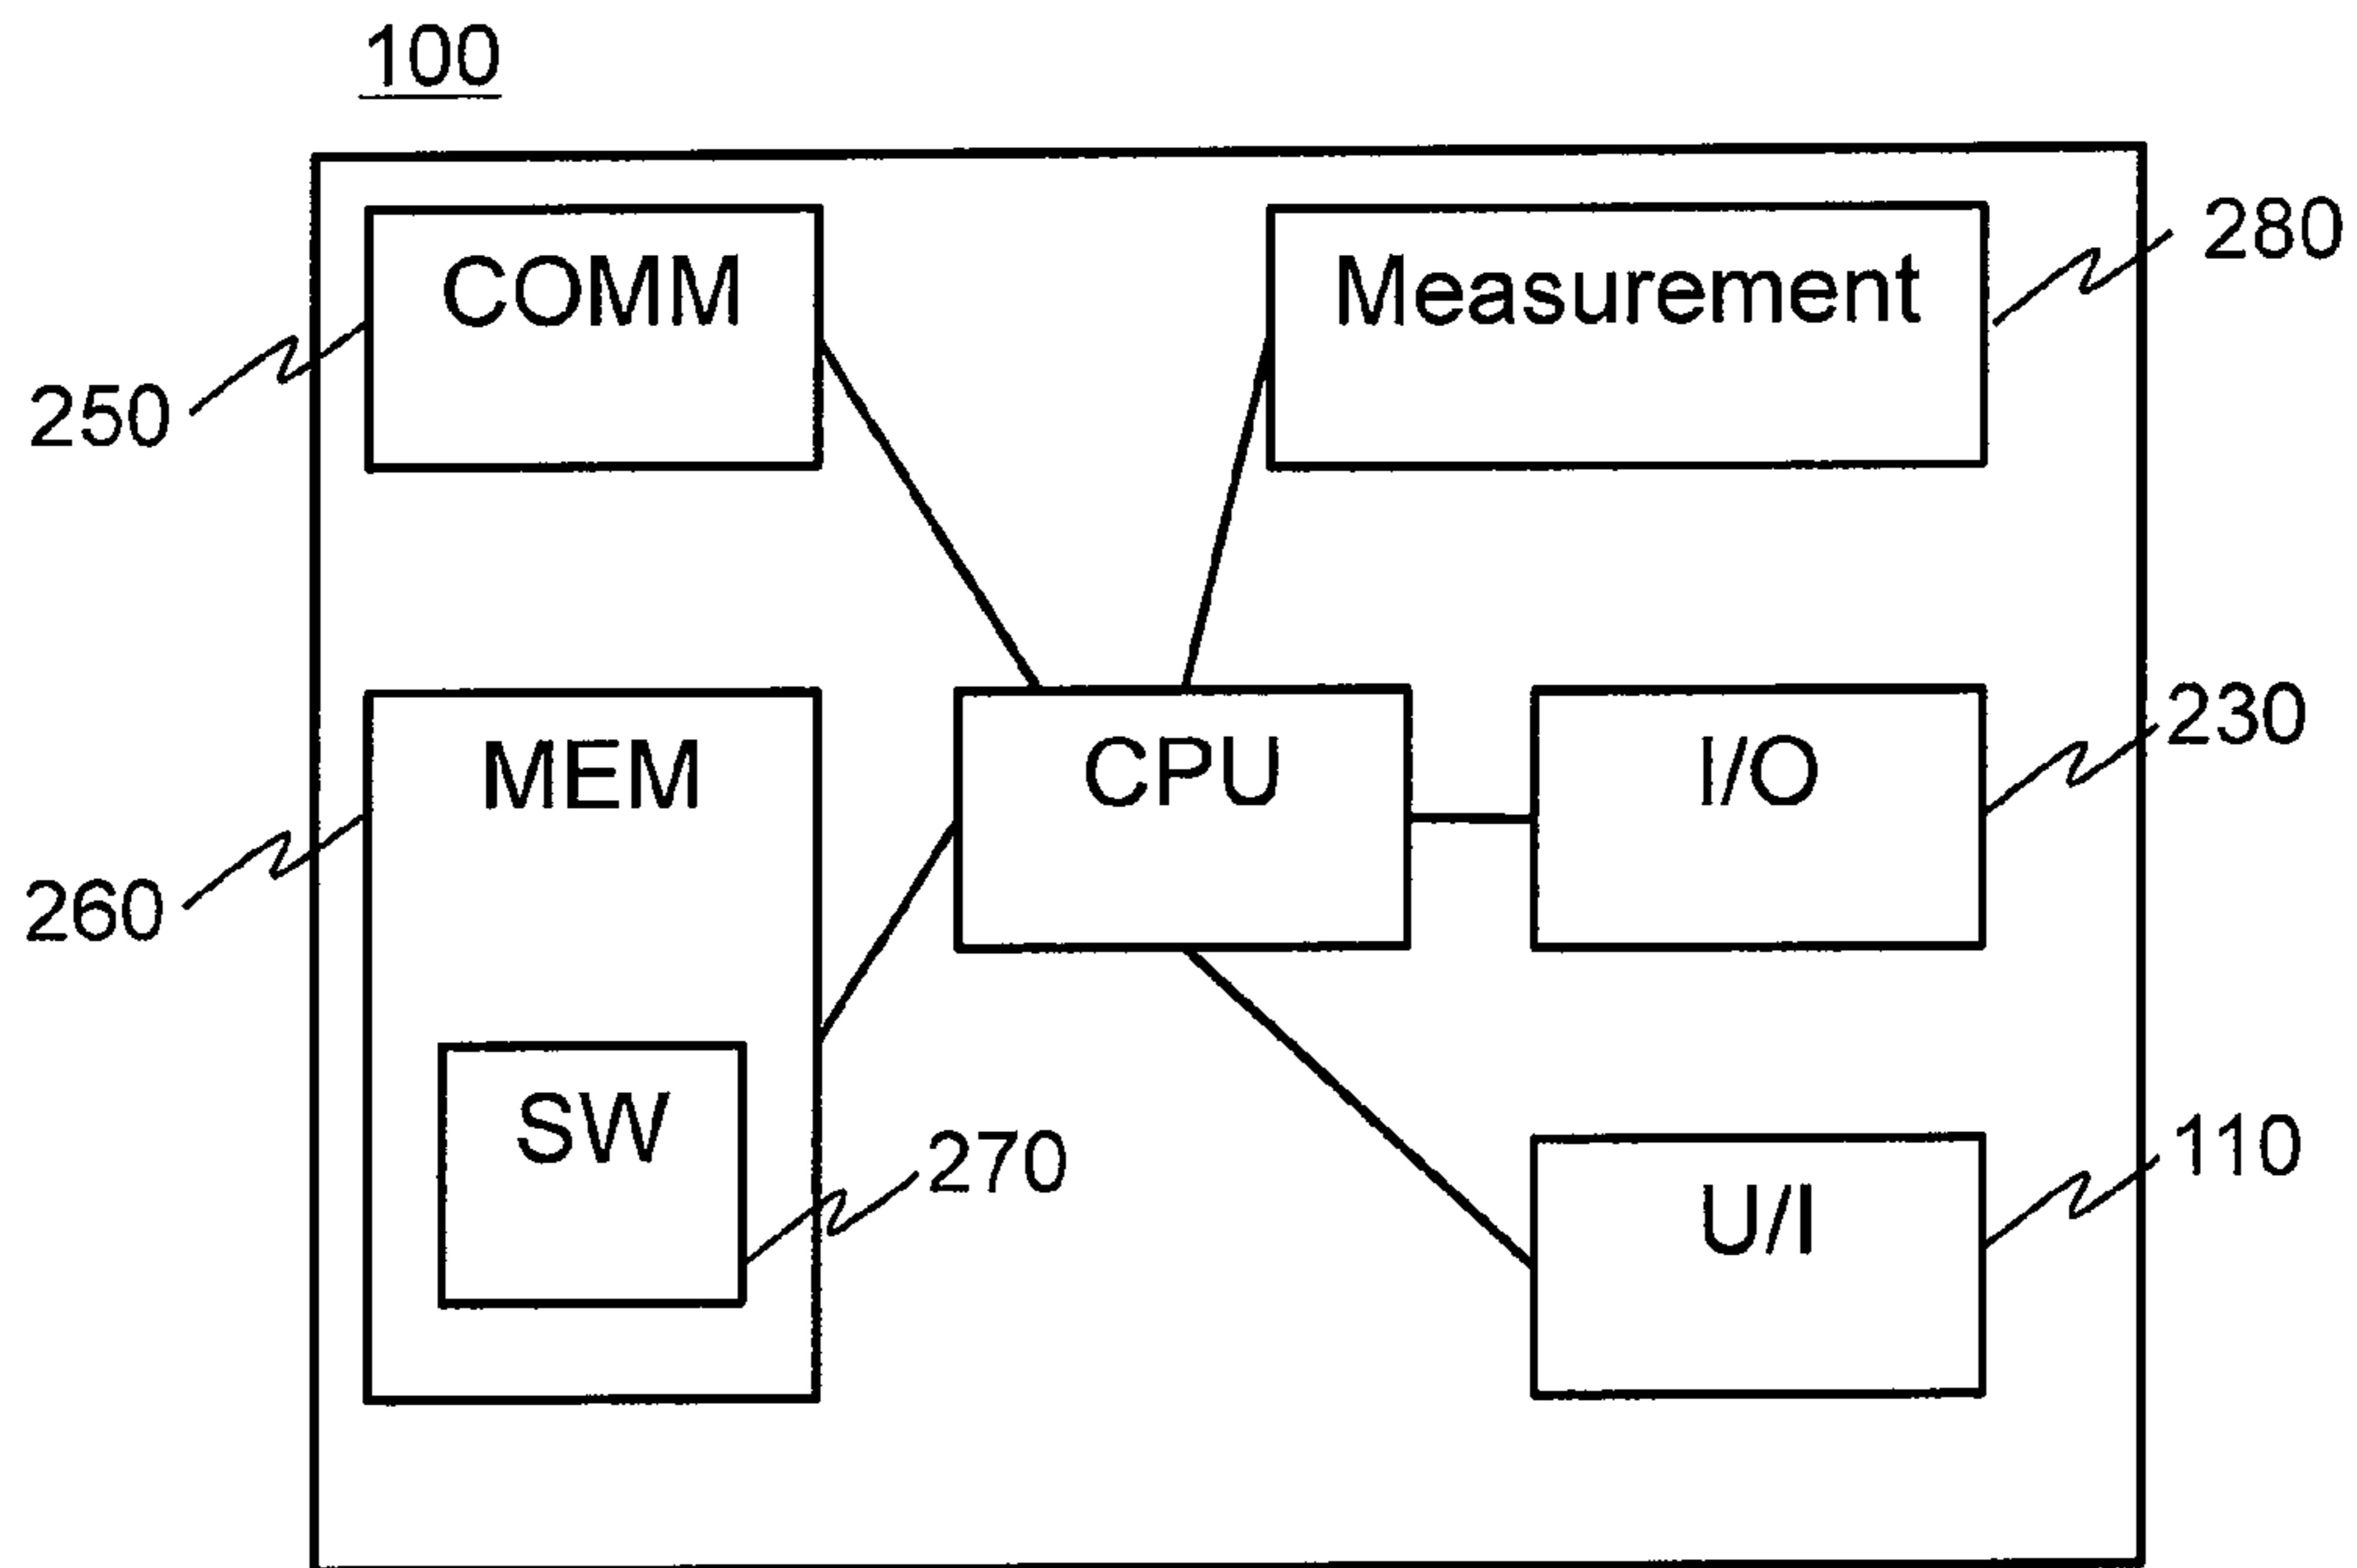 100
COMM
Measurement
280
250
MEM
CPU
I/O
230
260
SW
270
U/I
110